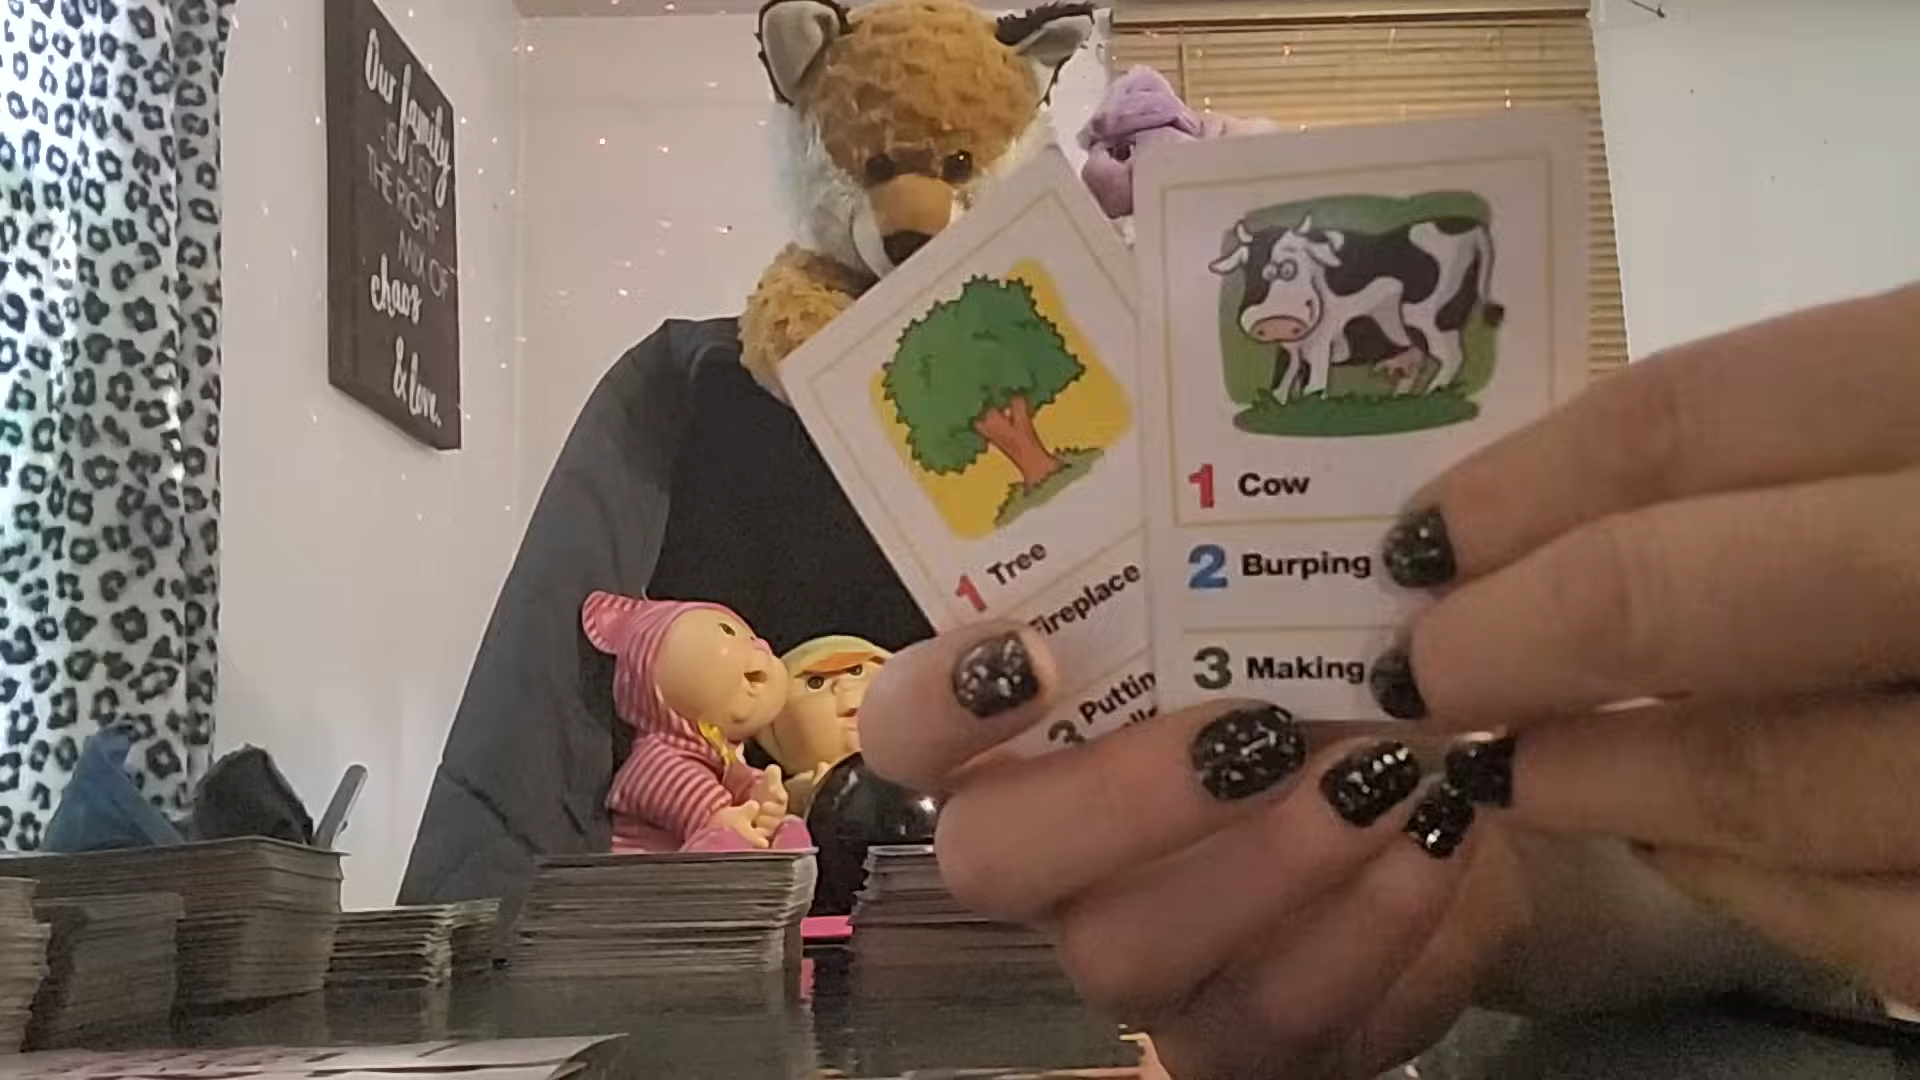 Our family
IS JUST
THE RIGHT
MIX OF
chaos
& love.
1 Tree
Fireplace
3 Puttin
1 Cow
2 Burping
3 Making